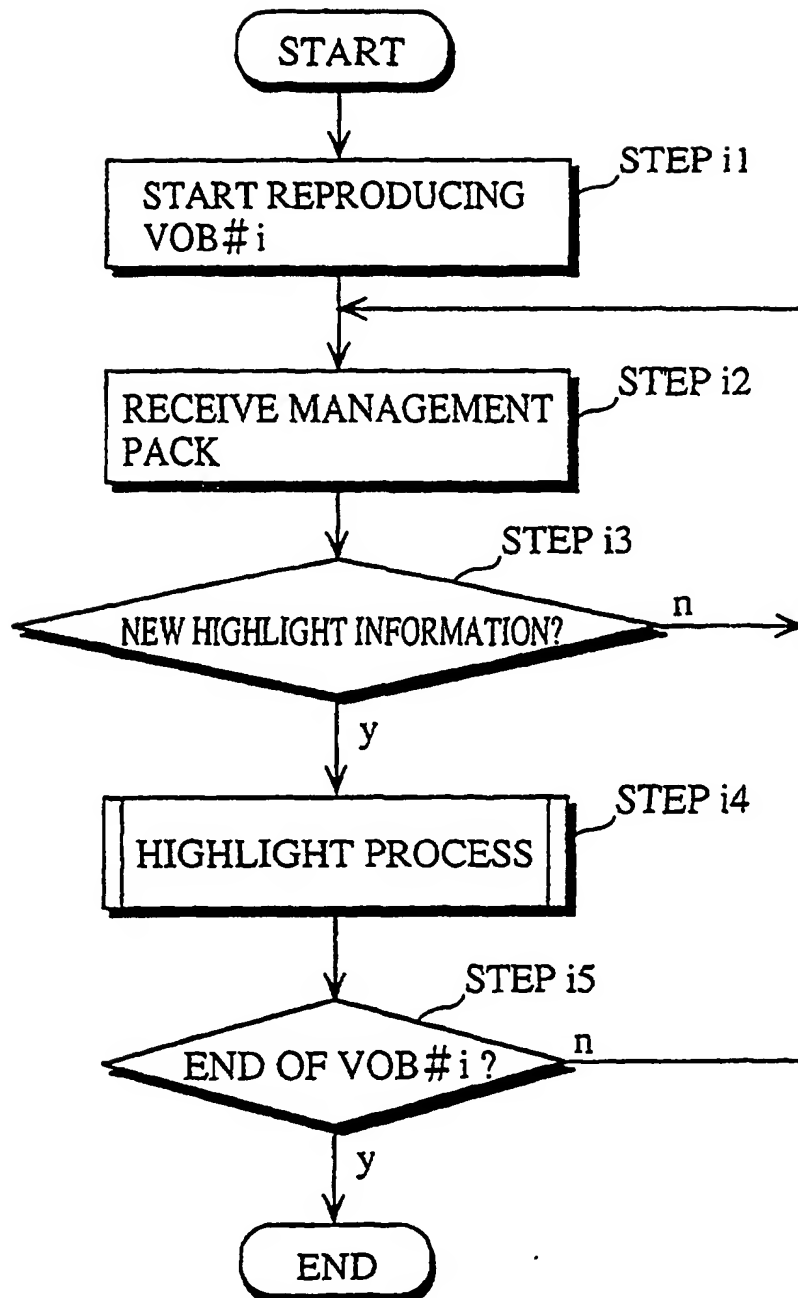 START
STEP i1
START REPRODUCING
VOB# i
STEP i2
RECEIVE MANAGEMENT
PACK
STEP i3
NEW HIGHLIGHT INFORMATION?
n
y
STEP i4
HIGHLIGHT PROCESS
STEP i5
END OF VOB# i ?
n
y
END